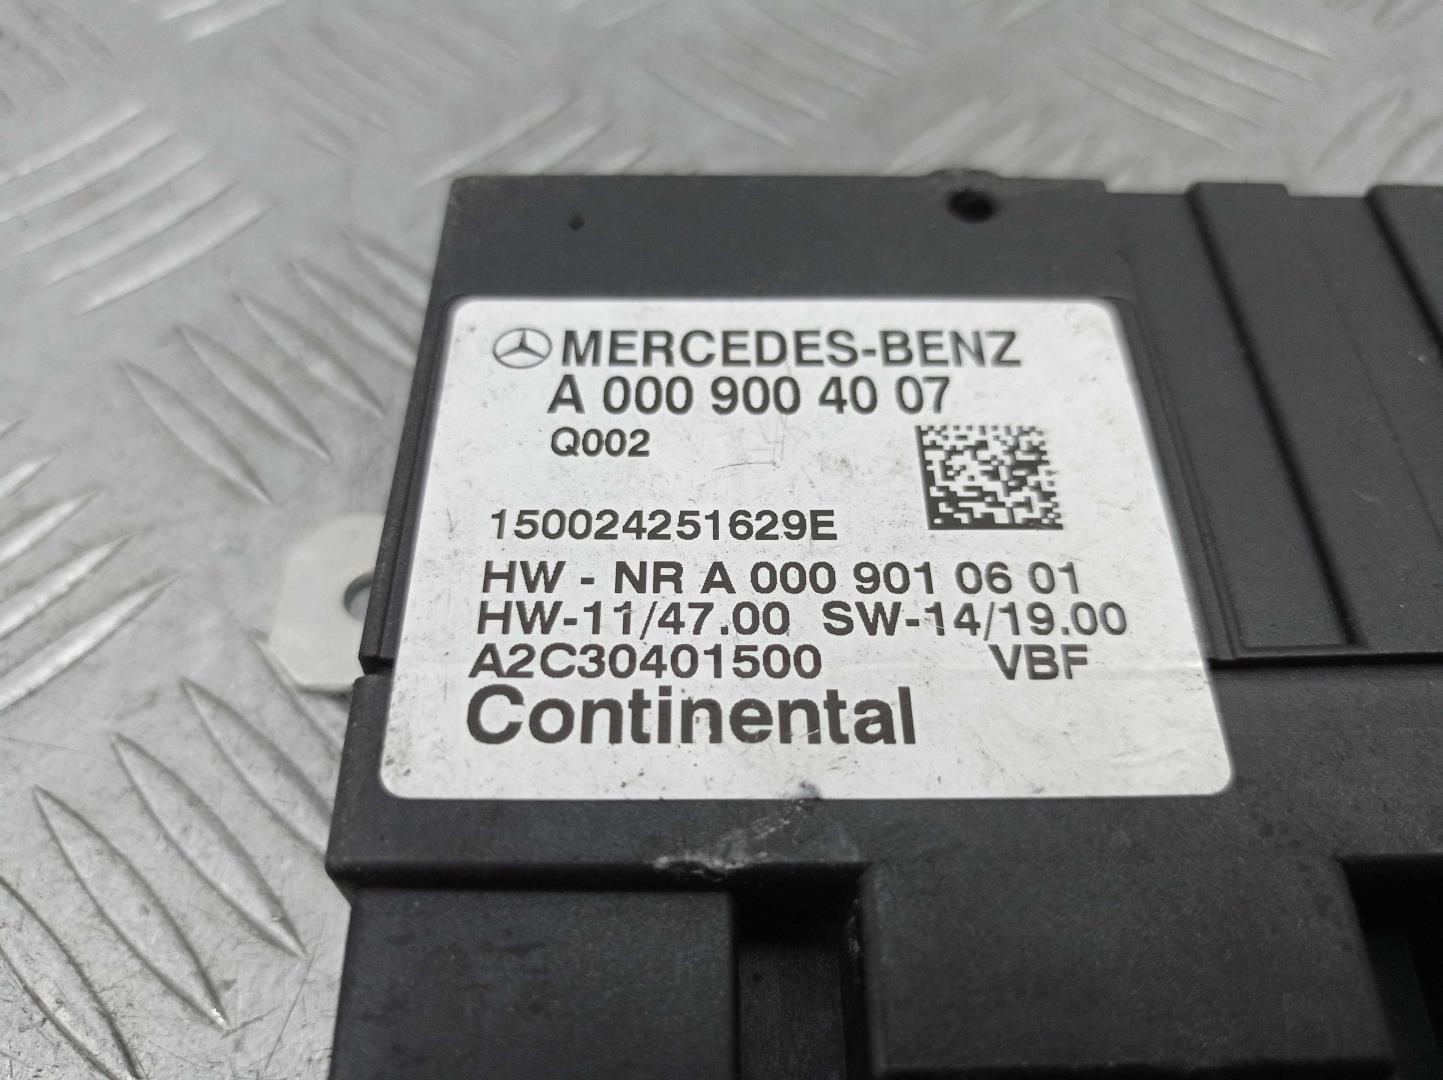 MERCEDES-BENZ
A 000 900 40 07
Q002
150024251629E
HW - NR A 000 901 06 01
HW-11/47.00 SW-14/19.00
A2C30401500 VBF
Continental